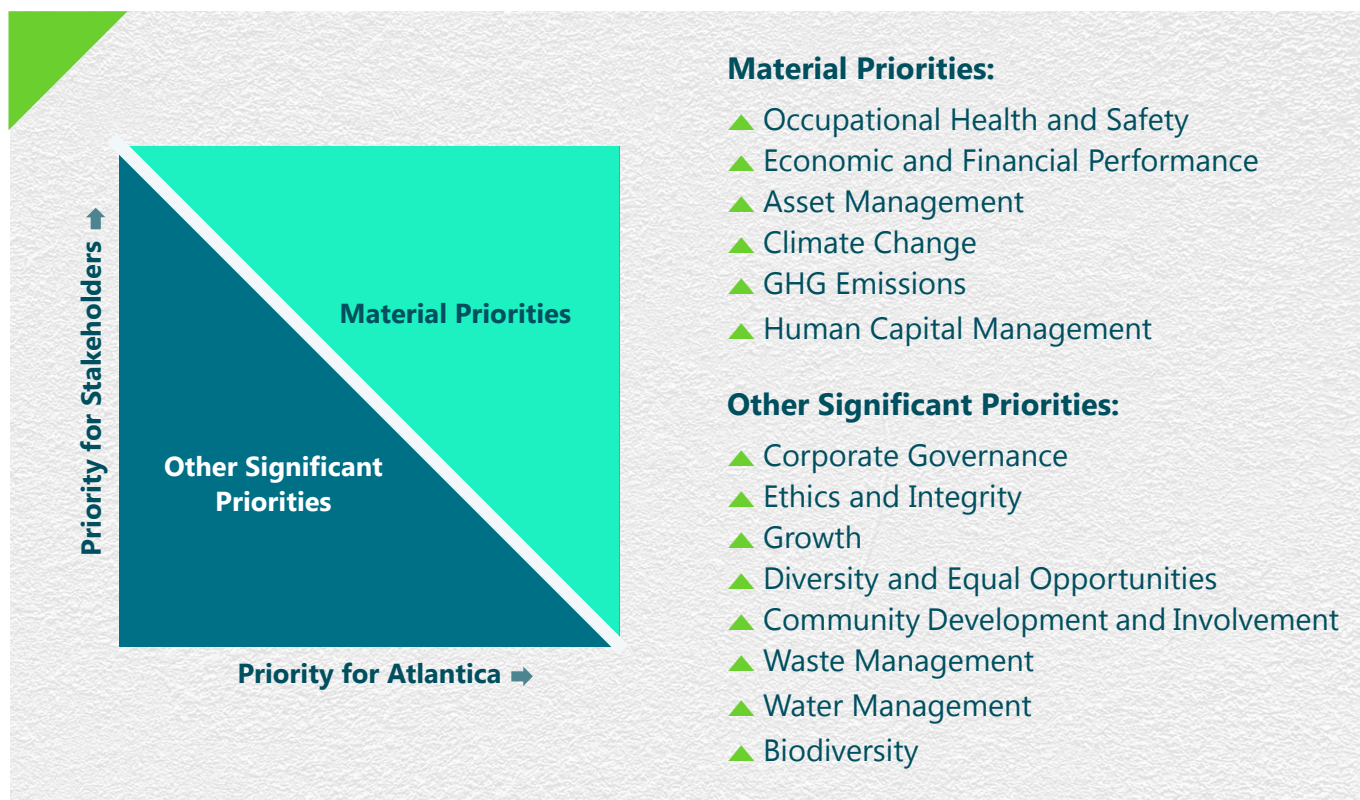 Priority for Stakeholders
Material Priorities
Other Significant
Priorities
Priority for Atlantica
Material Priorities:
Occupational Health and Safety
Economic and Financial Performance
Asset Management
Climate Change
GHG Emissions
Human Capital Management
Other Significant Priorities:
Corporate Governance
Ethics and Integrity
Growth
Diversity and Equal Opportunities
Community Development and Involvement
Waste Management
Water Management
Biodiversity